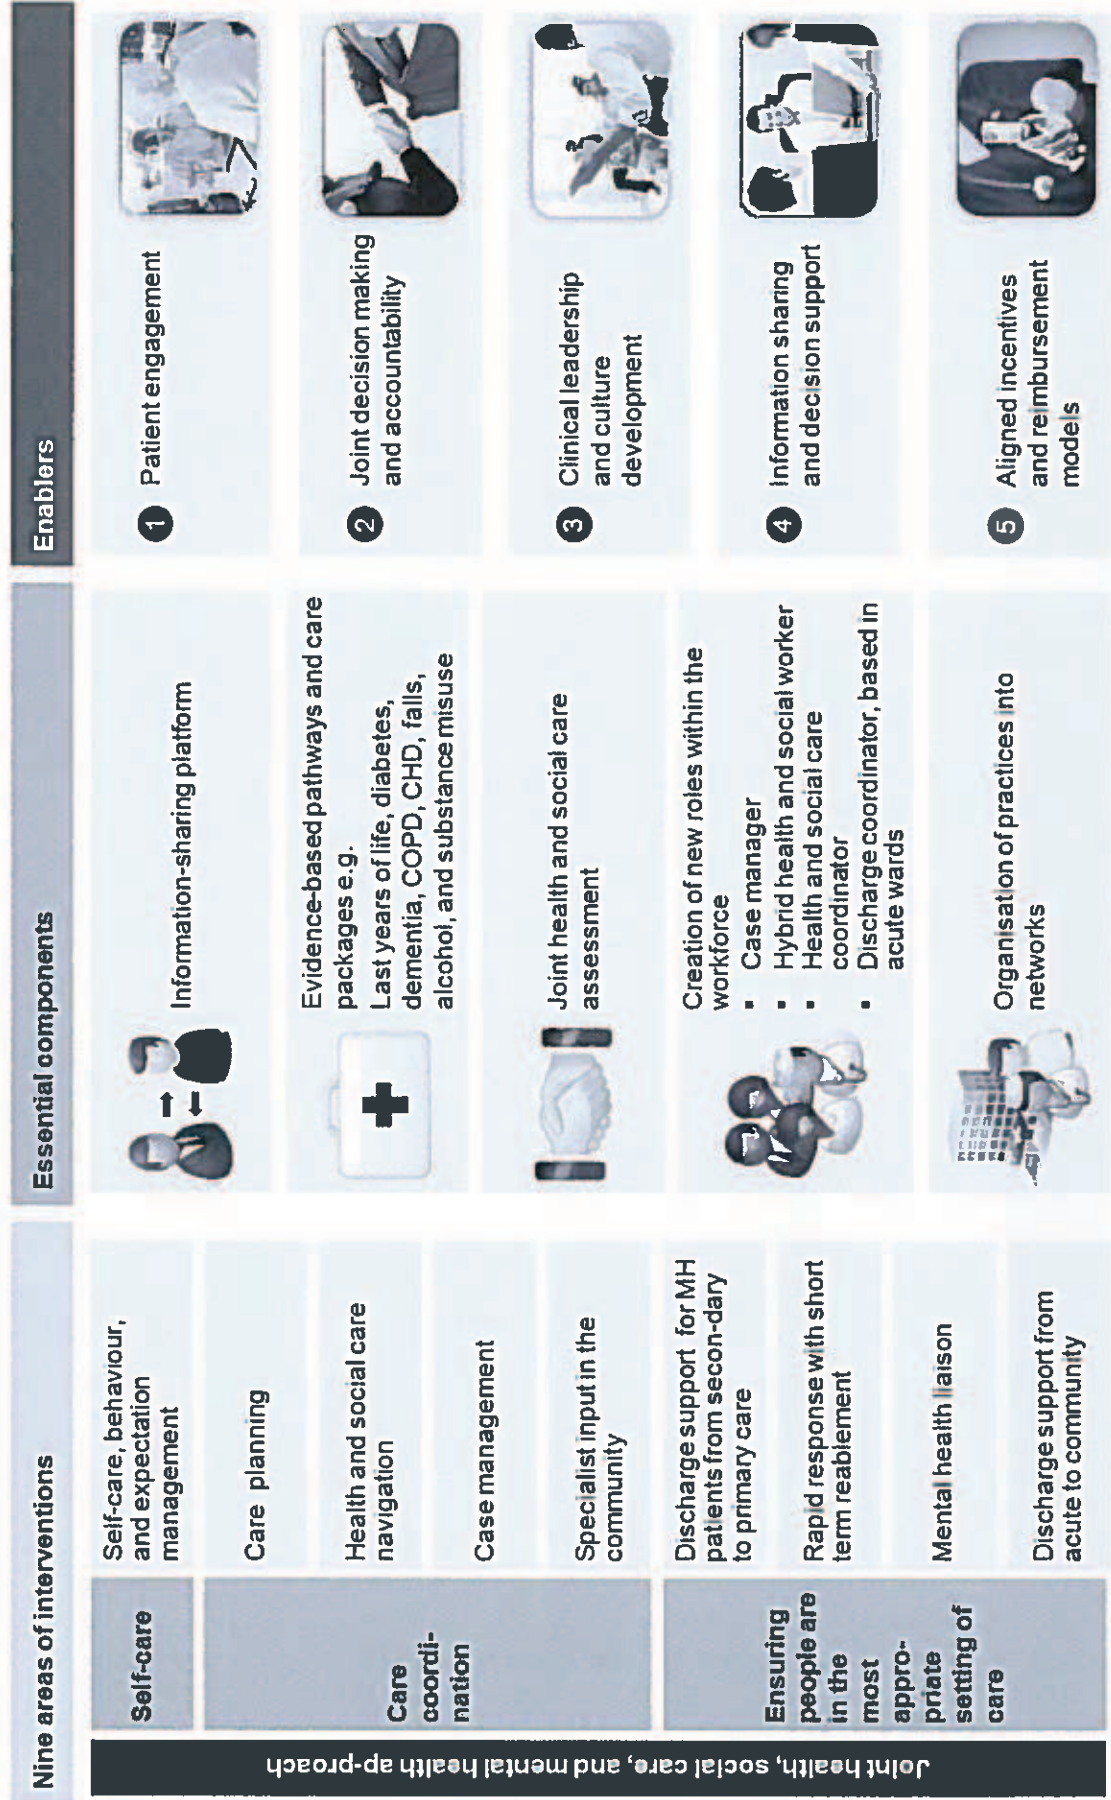 Nine areas of interventions
Joint health, social care, and mental health ap-proach
Self-care
Self-care, behaviour,
and expectation
management
Care
coordi-
nation
Care planning
Health and social care
navigation
Case management
Specialist input in the
community
Ensuring
people are
in the
most
appro-
priate
setting of
care
Discharge support for MH
patients from secon-dary
to primary care
Rapid response with short
term reablement
Mental health liaison
Discharge support from
acute to community
Essential components
Information-sharing platform
Evidence-based pathways and care
packages e.g.
Last years of life, diabetes,
dementia, COPD, CHD, falls,
alcohol, and substance misuse
Joint health and social care
assessment
Creation of new roles within the
workforce
▪ Case manager
▪ Hybrid health and social worker
▪ Health and social care
coordinator
▪ Discharge coordinator, based in
acute wards
Organisation of practices into
networks
Enablers
1 Patient engagement
2 Joint decision making
and accountability
3 Clinical leadership
and culture
development
4 Information sharing
and decision support
5 Aligned incentives
and reimbursement
models